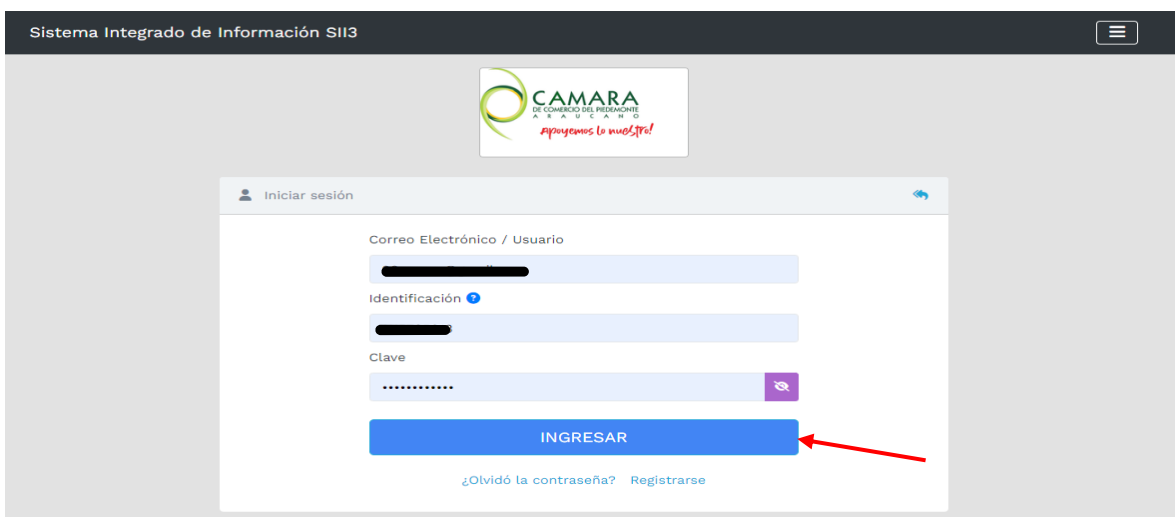 Sistema Integrado de Información SII3
CAMARA
DE COMERCIO DEL PIEDEMONTE
ARAUCANO
Apoyemos lo nuestro!
Iniciar sesión
Correo Electrónico / Usuario
Identificación
Clave
INGRESAR
¿Olvidó la contraseña? Registrarse